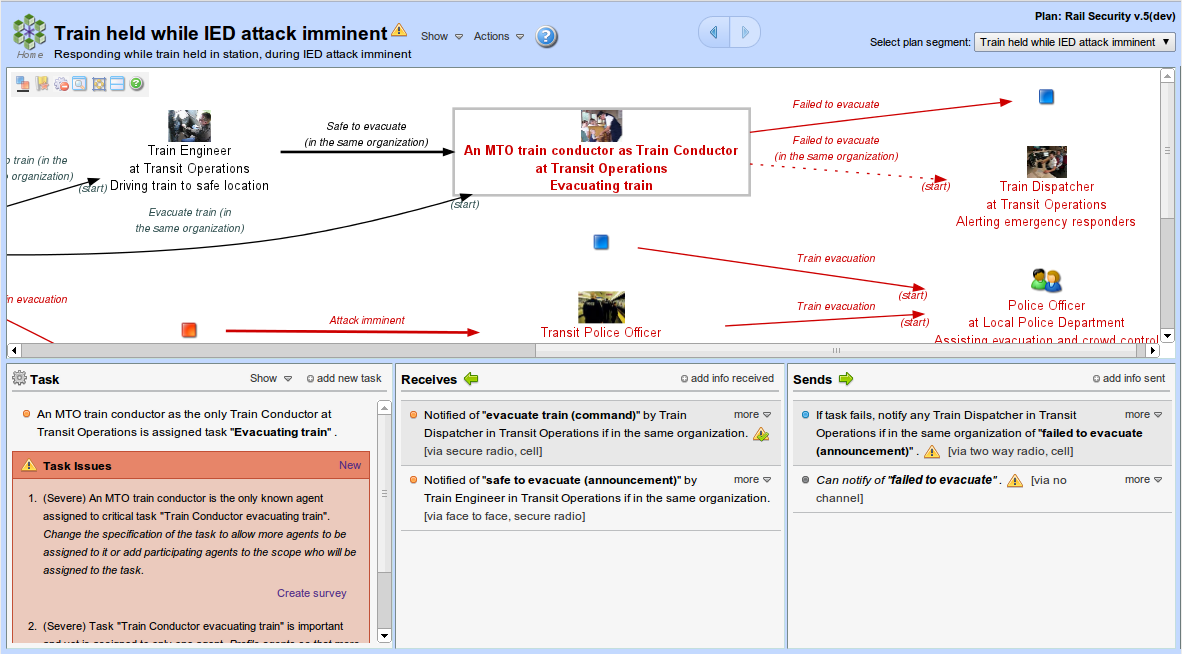 Train held while IED attack imminent
Show
Actions
?
Plan: Rail Security v.5(dev)
Home
Responding while train held in station, during IED attack imminent
Select plan segment:
Train held while IED attack imminent
Safe to evacuate
(in the same organization)
Failed to evacuate
Failed to evacuate
(in the same organization)
Train Engineer
at Transit Operations
Driving train to safe location
An MTO train conductor as Train Conductor
at Transit Operations
Evacuating train
train (in the
organization)
(start)
(start)
(start)
Train Dispatcher
at Transit Operations
Alerting emergency responders
Evacuate train (in
the same organization)
Train evacuation
(start)
evacuation
Attack imminent
Transit Police Officer
Train evacuation
(start)
Police Officer
at Local Police Department
Assisting evacuation and crowd control
Task
Show
add new task
An MTO train conductor as the only Train Conductor at
Transit Operations is assigned task "Evacuating train" .
Task Issues
New
1. (Severe) An MTO train conductor is the only known agent
assigned to critical task "Train Conductor evacuating train".
Change the specification of the task to allow more agents to be
assigned to it or add participating agents to the scope who will be
assigned to the task.
Create survey
2. (Severe) Task "Train Conductor evacuating train" is important
and yet is assigned to only one agent. Profile agents so that more
Receives
add info received
Notified of "evacuate train (command)" by Train
more
Dispatcher in Transit Operations if in the same organization.
[via secure radio, cell]
Notified of "safe to evacuate (announcement)" by
more
Train Engineer in Transit Operations if in the same organization.
[via face to face, secure radio]
Sends
add info sent
If task fails, notify any Train Dispatcher in Transit
more
Operations if in the same organization of "failed to evacuate
(announcement)" . [via two way radio, cell]
Can notify of "failed to evacuate" . [via no
more
channel]